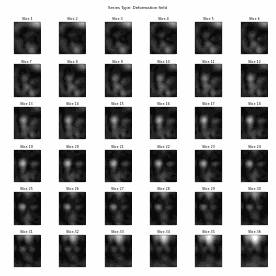 Series Type: Deformation field
Slice 1 Slice 2 Slice 3 Slice 4 Slice 5 Slice 6
Slice 7 Slice 8 Slice 9 Slice 10 Slice 11 Slice 12
Slice 13 Slice 14 Slice 15 Slice 16 Slice 17 Slice 18
Slice 19 Slice 20 Slice 21 Slice 22 Slice 23 Slice 24
Slice 25 Slice 26 Slice 27 Slice 28 Slice 29 Slice 30
Slice 31 Slice 32 Slice 33 Slice 34 Slice 35 Slice 36